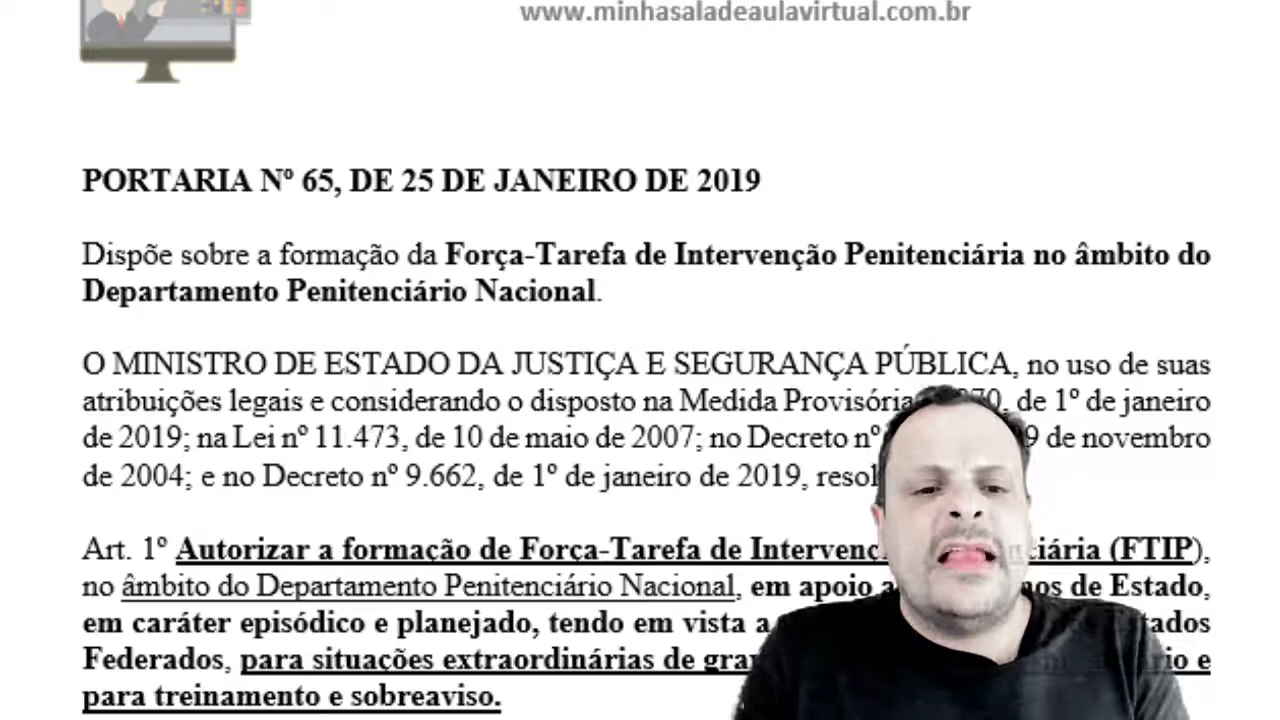 www.minhasaladeaulavirtual.com.br
PORTARIA Nº 65, DE 25 DE JANEIRO DE 2019
Dispõe sobre a formação da Força-Tarefa de Intervenção Penitenciária no âmbito do
Departamento Penitenciário Nacional.
O MINISTRO DE ESTADO DA JUSTIÇA E SEGURANÇA PÚBLICA, no uso de suas
atribuições legais e considerando o disposto na Medida Provisória de 1º de janeiro
de 2019; na Lei nº 11.473, de 10 de maio de 2007; no Decreto nº de novembro
de 2004; e no Decreto nº 9.662, de 1º de janeiro de 2019,
Art. 1º Autorizar a formação de Força-Tarefa de (FTIP),
no âmbito do Departamento Penitenciário Nacional, em apoio de Estado,
em caráter episódico e planejado, tendo em vista a
Federados, para situações extraordinárias de e
para treinamento e sobreaviso.